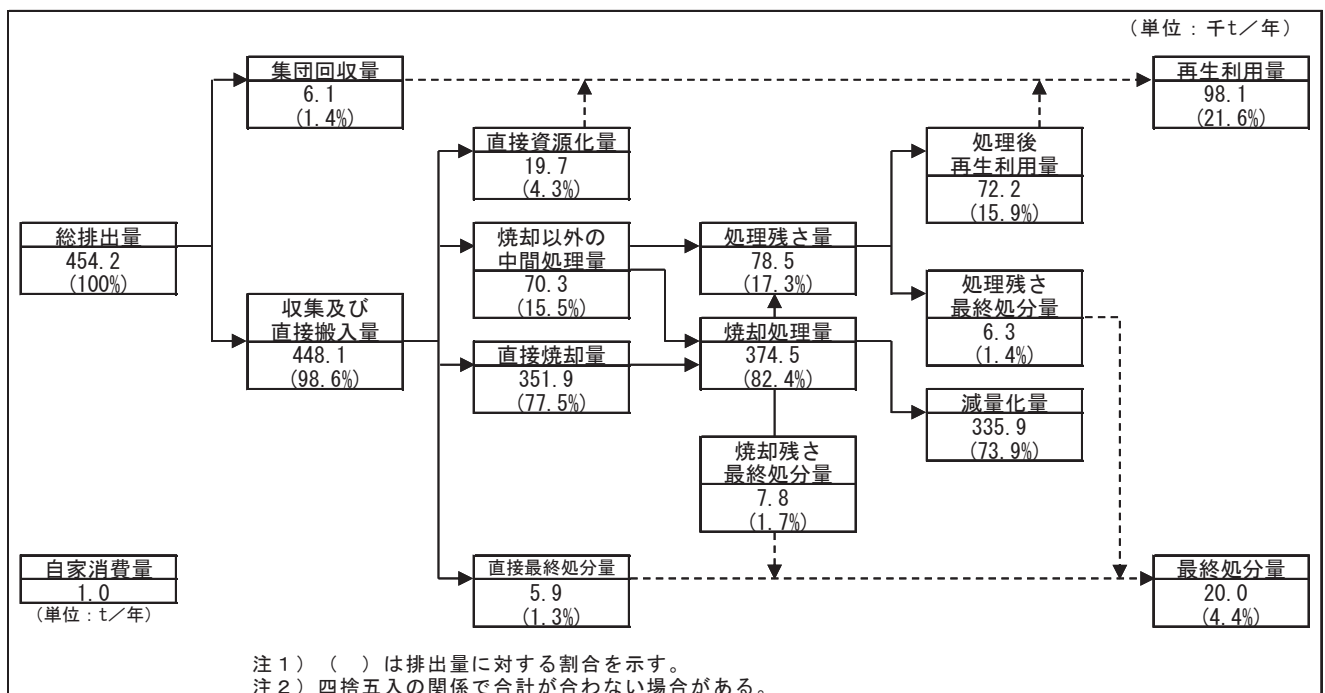 （単位：千t／年）
集団回収量
6.1
(1.4%)
再生利用量
98.1
(21.6%)
直接資源化量
19.7
(4.3%)
処理後
再生利用量
72.2
(15.9%)
総排出量
454.2
(100%)
焼却以外の
中間処理量
70.3
(15.5%)
処理残さ量
78.5
(17.3%)
処理残さ
最終処分量
6.3
(1.4%)
収集及び
直接搬入量
448.1
(98.6%)
直接焼却量
351.9
(77.5%)
焼却処理量
374.5
(82.4%)
減量化量
335.9
(73.9%)
焼却残さ
最終処分量
7.8
(1.7%)
自家消費量
1.0
（単位：t／年）
直接最終処分量
5.9
(1.3%)
最終処分量
20.0
(4.4%)
注１）（　）は排出量に対する割合を示す。
注２）四捨五入の関係で合計が合わない場合がある。